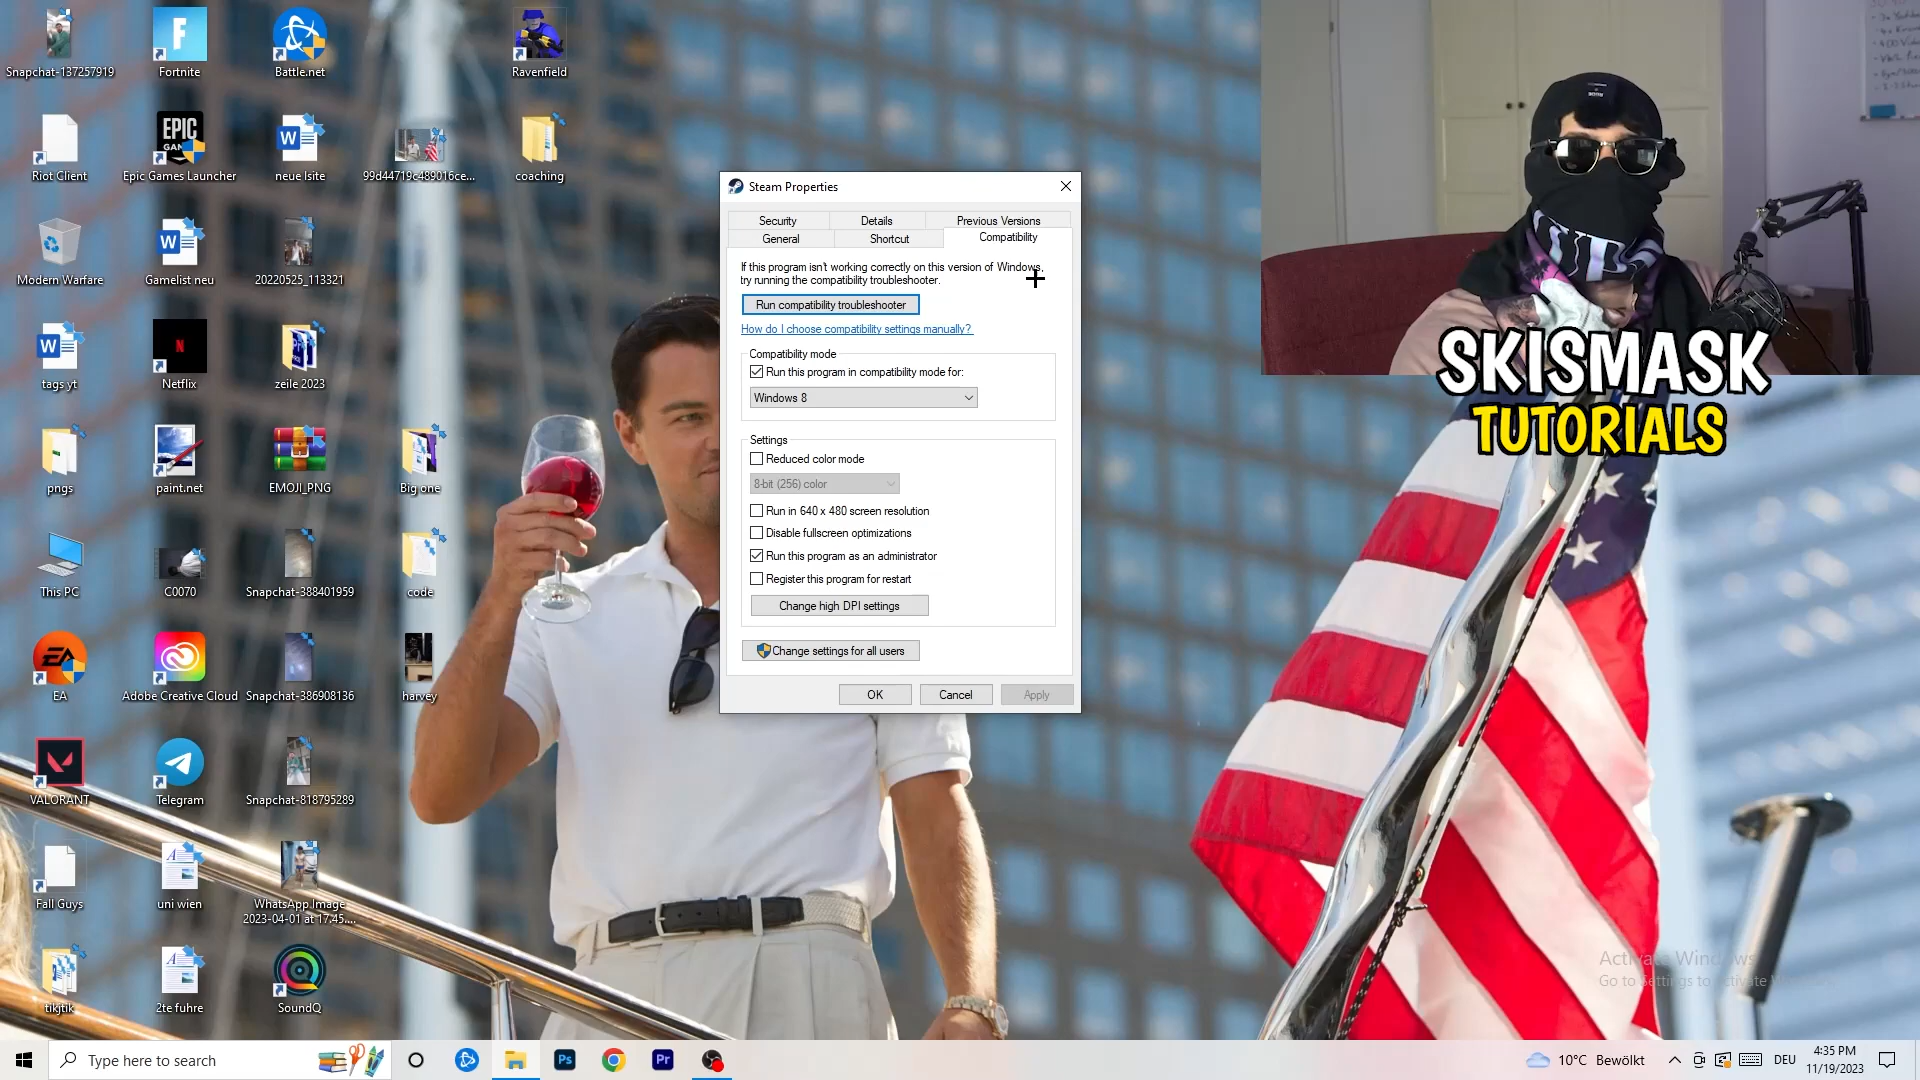 Snapchat-137257919
Fortnite
Battle.net
Ravenfield
Riot Client
EPIC
Epic Games Launcher
neue lsite
99d44719c489016ce...
coaching
Modern Warfare
Gamelist neu
20220525_113321
tags yt
N
Netflix
zeile 2023
pngs
paint.net
EMOJI_PNG
Big one
This PC
C0070
Snapchat-388401959
code
EA
EA
Adobe Creative Cloud
Snapchat-386908136
harvey
VALORANT
Telegram
Snapchat-818795289
Fall Guys
uni wien
WhatsApp Image
2023-04-01 at 17.45....
tikjtik
2te fuhre
SoundQ
Steam Properties
Security
Details
Previous Versions
General
Shortcut
Compatibility
If this program isn't working correctly on this version of Windows,
try running the compatibility troubleshooter.
Run compatibility troubleshooter
How do I choose compatibility settings manually?
Compatibility mode
Run this program in compatibility mode for:
Windows 8
Settings
Reduced color mode
8-bit (256) color
Run in 640 x 480 screen resolution
Disable fullscreen optimizations
Run this program as an administrator
Register this program for restart
Change high DPI settings
Change settings for all users
OK
Cancel
Apply
SKISMASK
TUTORIALS
Activate Windows
Go to Settings to activate
Type here to search
Ps
Pr
10°C Bewölkt
DEU
4:35 PM
11/19/2023